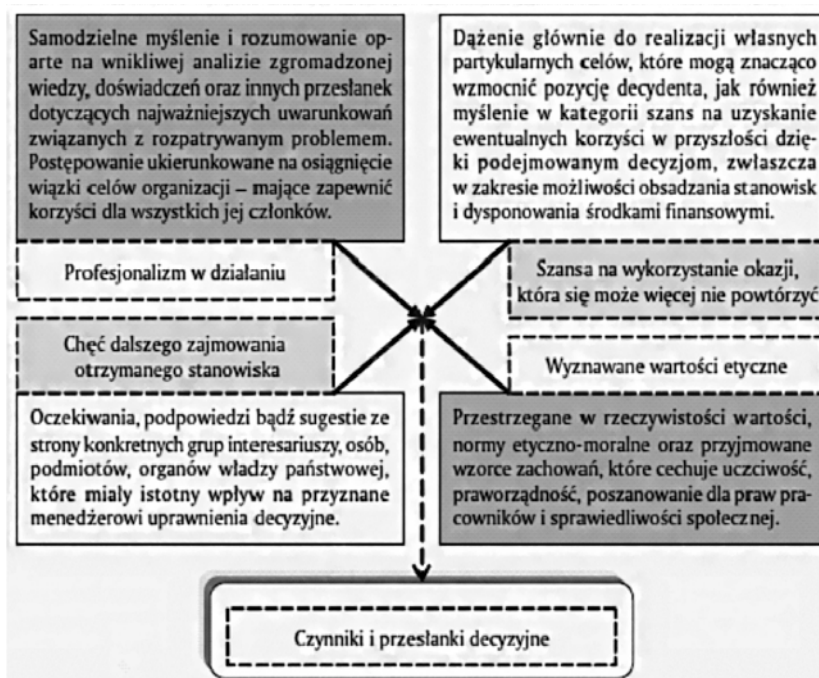 Samodzielne myślenie i rozumowanie op-
arte na wnikliwej analizie zgromadzonej
wiedzy, doświadczeń oraz innych przesłanek
dotyczących najważniejszych uwarunkowań
związanych z rozpatrywanym problemem.
Postępowanie ukierunkowane na osiągnięcie
wiązki celów organizacji – mające zapewnić
korzyści dla wszystkich jej członków.
Profesjonalizm w działaniu
Dążenie głównie do realizacji własnych
partykularnych celów, które mogą znacząco
wzmocnić pozycję decydenta, jak również
myślenie w kategorii szans na uzyskanie
ewentualnych korzyści w przyszłości dzię-
ki podejmowanym decyzjom, zwłaszcza
w zakresie możliwości obsadzania stanowisk
i dysponowania środkami finansowymi.
Szansa na wykorzystanie okazji,
która się może więcej nie powtórzyć
Chęć dalszego zajmowania
otrzymanego stanowiska
Oczekiwania, podpowiedzi bądź sugestie ze
strony konkretnych grup interesariuszy, osób,
podmiotów, organów władzy państwowej,
które miały istotny wpływ na przyznane
menedżerowi uprawnienia decyzyjne.
Wyznawane wartości etyczne
Przestrzegane w rzeczywistości wartości,
normy etyczno-moralne oraz przyjmowane
wzorce zachowań, które cechuje uczciwość,
praworządność, poszanowanie dla praw pra-
cowników i sprawiedliwości społecznej.
Czynniki i przesłanki decyzyjne